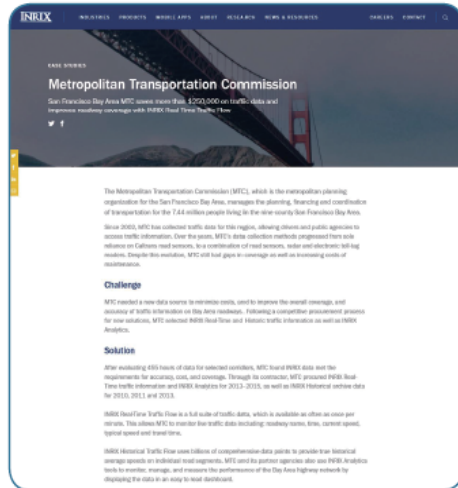 INRIX
INDUSTRIES PRODUCTS MOBILE APPS ABOUT RESEARCH NEWS & RESOURCES CAREERS CONTACT
CASE STUDIES
Metropolitan Transportation Commission
San Francisco Bay Area MTC saves more than $250,000 on traffic data and
improves roadway coverage with INRIX Real Time Traffic Flow
The Metropolitan Transportation Commission (MTC), which is the metropolitan planning
organization for the San Francisco Bay Area, manages the planning, financing and coordination
of transportation for the 7.44 million people living in the nine-county San Francisco Bay Area.
Since 2003, MTC has collected traffic data for this region, allowing drivers and public agencies to
access traffic information. Over the years, MTC's data collection methods progressed from sole
reliance on Caltrans road sensors, to a combination of road sensors, radar and electronic toll-tag
readers. Despite this evolution, MTC still had gaps in coverage as well as increasing costs of
maintenance.
Challenge
MTC needed a new data source to minimize costs, and to improve the overall coverage, and
accuracy of traffic information on Bay Area roadways. Following a competitive procurement process
for new solutions, MTC selected INRIX Real-Time and Historic traffic information as well as INRIX
Analytics.
Solution
After evaluating 455 hours of data for selected corridors, MTC found INRIX data met the
requirements for accuracy, cost, and coverage. Through its contractor, MTC procured INRIX Real-
Time traffic information and INRIX Analytics for 2013-2015, as well as INRIX Historical archive data
for 2010, 2011 and 2013.
INRIX Real-Time Traffic Flow is a full suite of traffic data, which is available as often as once per
minute. This allows MTC to monitor live traffic data including: roadway name, time, current speed,
typical speed and travel time.
INRIX Historical Traffic Flow uses billions of comprehensive data points to provide true historical
average speeds on individual road segments. MTC and its partner agencies also use INRIX Analytics
tools to monitor, manage, and measure the performance of the Bay Area highway network by
displaying the data in an easy to read dashboard.